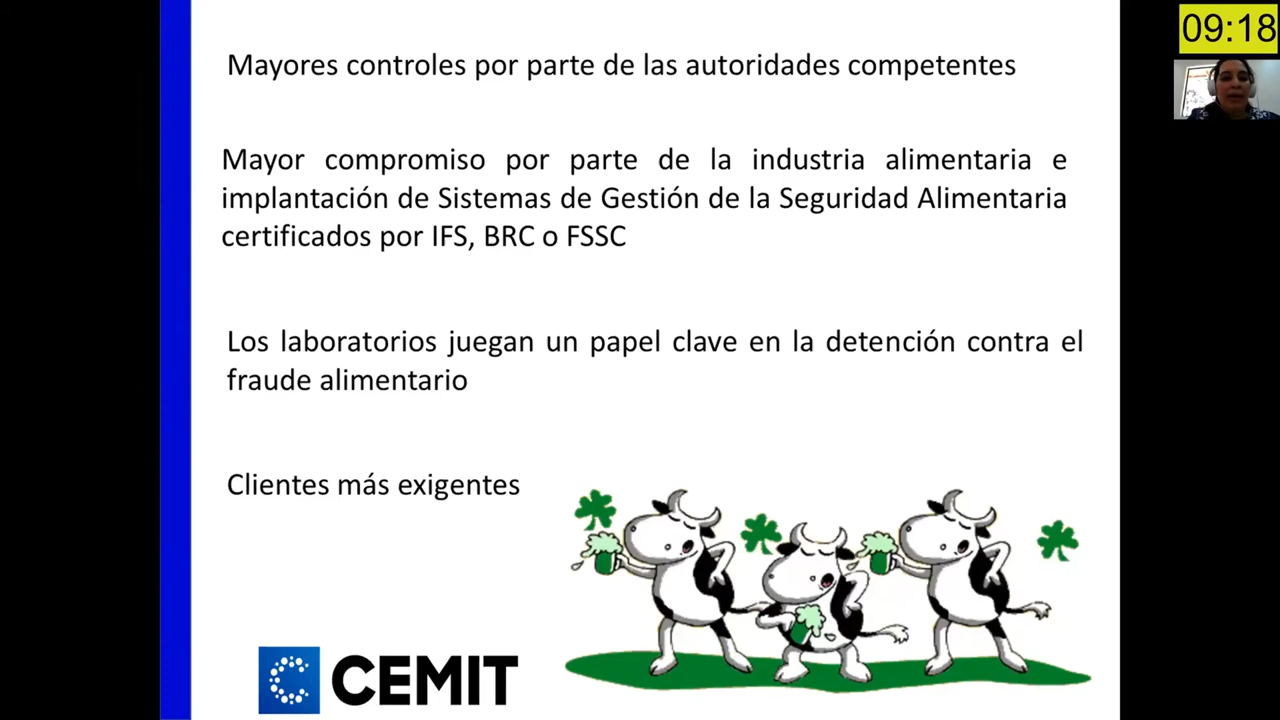 09:18
Mayores controles por parte de las autoridades competentes
Mayor compromiso por parte de la industria alimentaria e
implantación de Sistemas de Gestión de la Seguridad Alimentaria
certificados por IFS, BRC o FSSC
Los laboratorios juegan un papel clave en la detención contra el
fraude alimentario
Clientes más exigentes
CEMIT